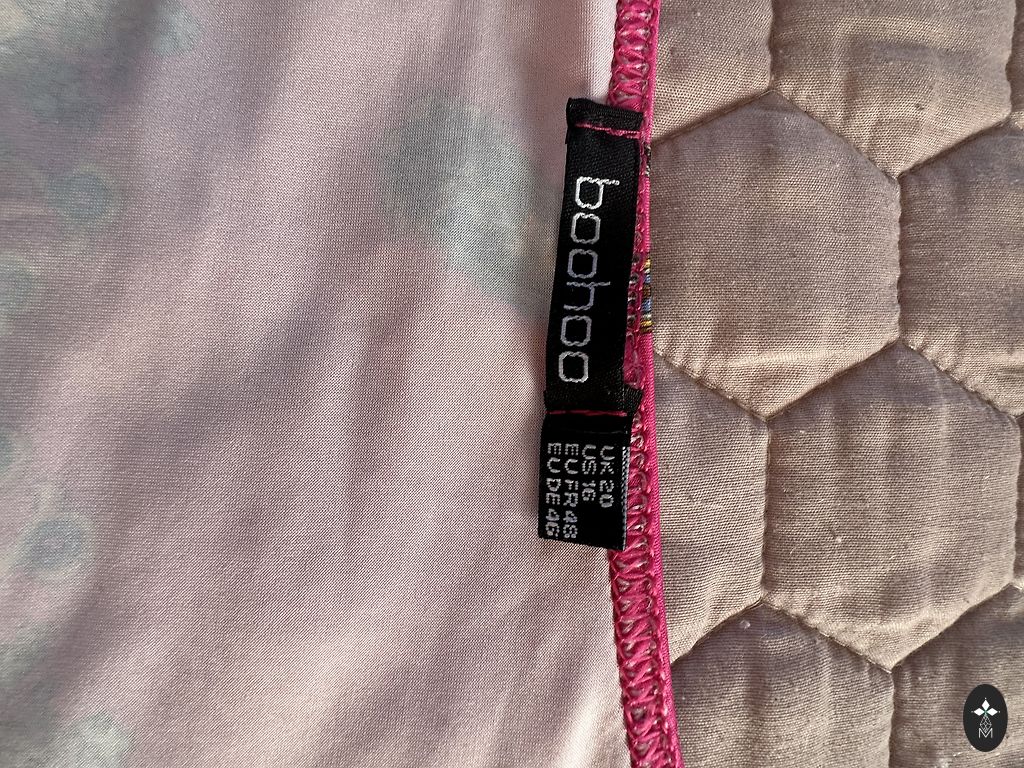 boohoo
UK 20
US 16
EU FR 48
EU DE 46
M